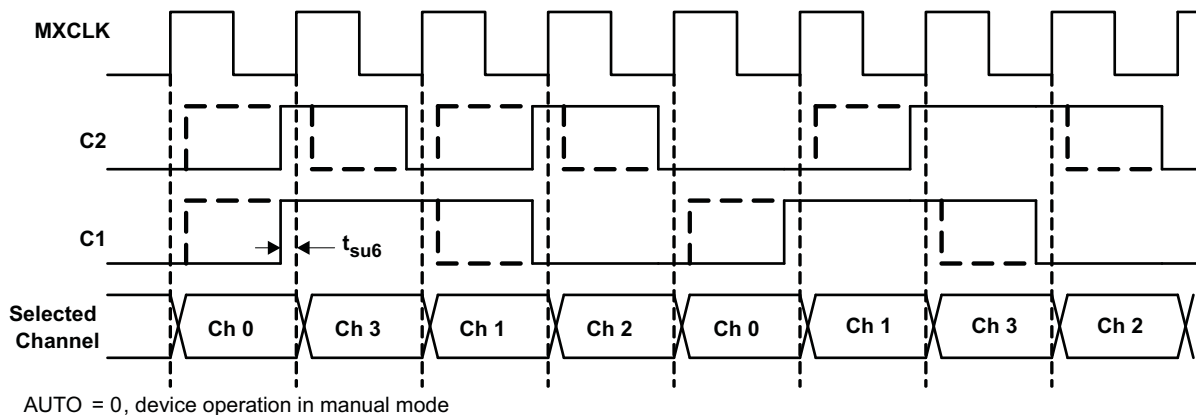 MXCLK
C2
C1
tsu6
Selected
Channel
Ch 0 Ch 3 Ch 1 Ch 2 Ch 0 Ch 1 Ch 3 Ch 2
AUTO = 0, device operation in manual mode